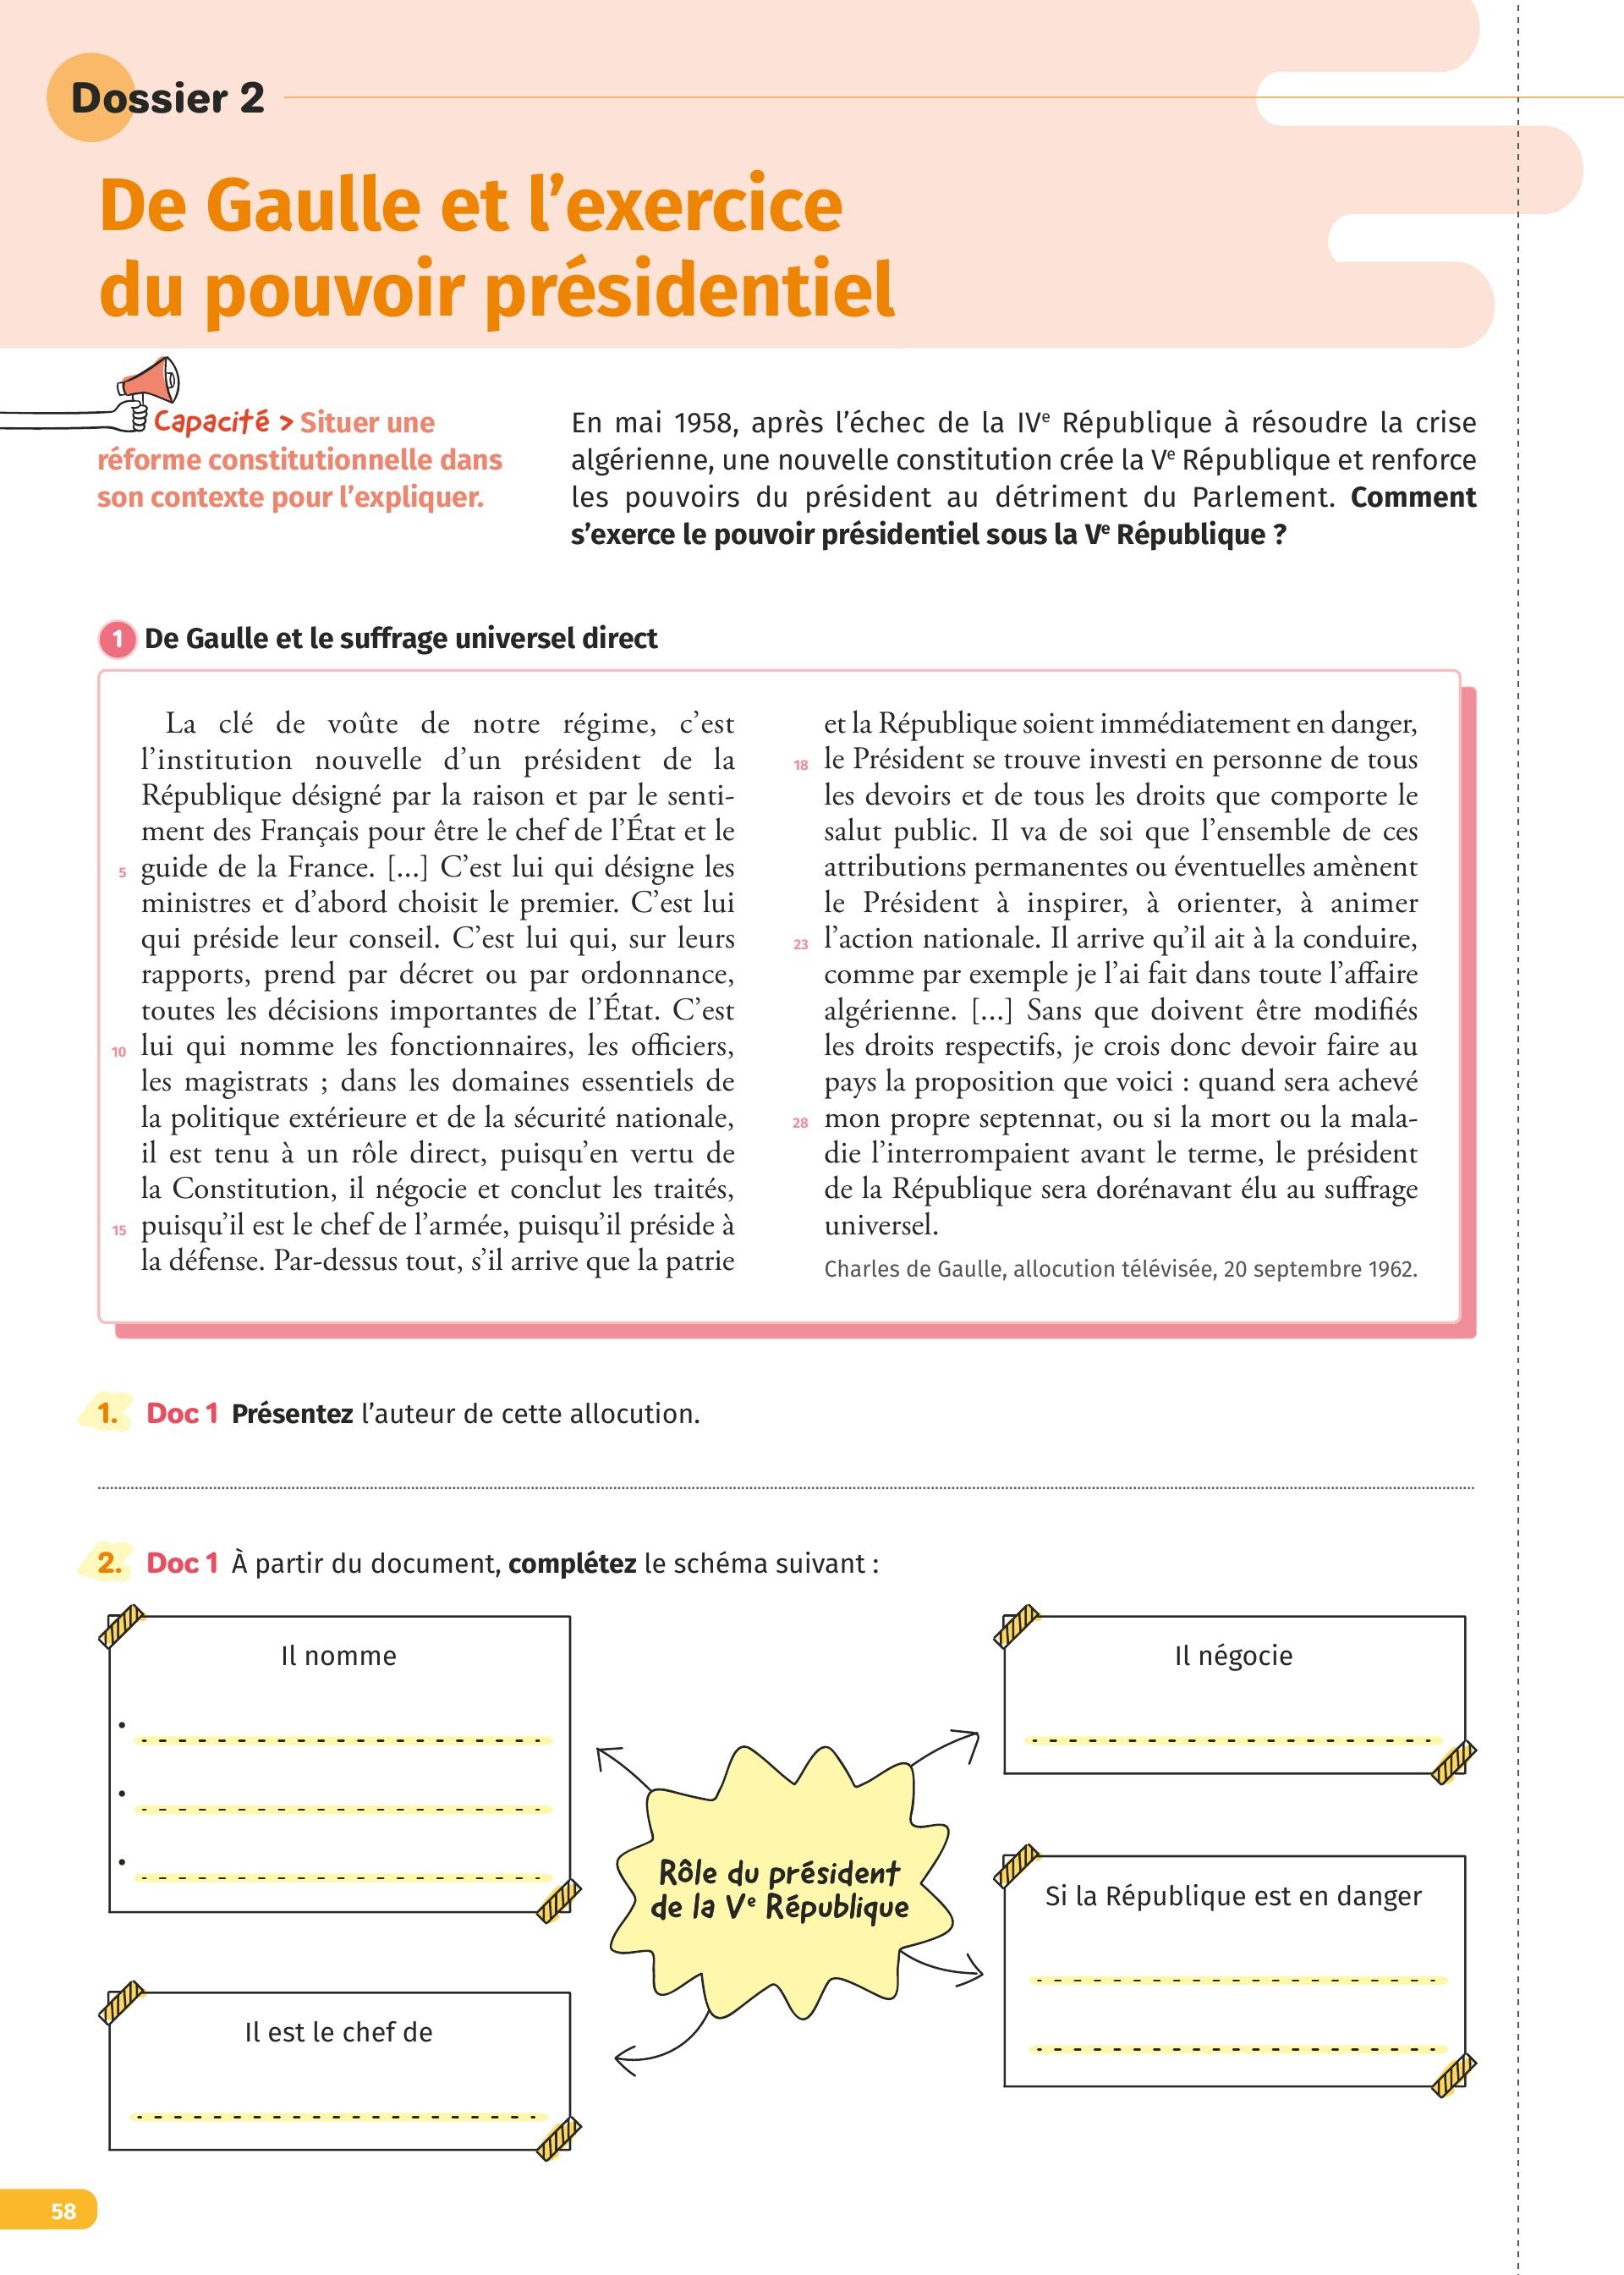 Dossier 2
De Gaulle et l’exercice
du pouvoir présidentiel
Capacité > Situer une
réforme constitutionnelle dans
son contexte pour l’expliquer.
En mai 1958, après l’échec de la IVe République à résoudre la crise
algérienne, une nouvelle constitution crée la Ve République et renforce
les pouvoirs du président au détriment du Parlement. Comment
s’exerce le pouvoir présidentiel sous la Ve République ?
1 De Gaulle et le suffrage universel direct
La clé de voûte de notre régime, c’est
l’institution nouvelle d’un président de la
République désigné par la raison et par le senti-
ment des Français pour être le chef de l’État et le
5 guide de la France. [...] C’est lui qui désigne les
ministres et d’abord choisit le premier. C’est lui
qui préside leur conseil. C’est lui qui, sur leurs
rapports, prend par décret ou par ordonnance,
toutes les décisions importantes de l’État. C’est
10 lui qui nomme les fonctionnaires, les officiers,
les magistrats ; dans les domaines essentiels de
la politique extérieure et de la sécurité nationale,
il est tenu à un rôle direct, puisqu’en vertu de
la Constitution, il négocie et conclut les traités,
15 puisqu’il est le chef de l’armée, puisqu’il préside à
la défense. Par-dessus tout, s’il arrive que la patrie
et la République soient immédiatement en danger,
18 le Président se trouve investi en personne de tous
les devoirs et de tous les droits que comporte le
salut public. Il va de soi que l’ensemble de ces
attributions permanentes ou éventuelles amènent
le Président à inspirer, à orienter, à animer
23 l’action nationale. Il arrive qu’il ait à la conduire,
comme par exemple je l’ai fait dans toute l’affaire
algérienne. [...] Sans que doivent être modifiés
les droits respectifs, je crois donc devoir faire au
pays la proposition que voici : quand sera achevé
28 mon propre septennat, ou si la mort ou la mala-
die l’interrompaient avant le terme, le président
de la République sera dorénavant élu au suffrage
universel.
Charles de Gaulle, allocution télévisée, 20 septembre 1962.
1. Doc 1 Présentez l’auteur de cette allocution.
2. Doc 1 À partir du document, complétez le schéma suivant :
Il nomme
•
•
•
Il négocie
Rôle du président
de la Ve République
Si la République est en danger
Il est le chef de
58